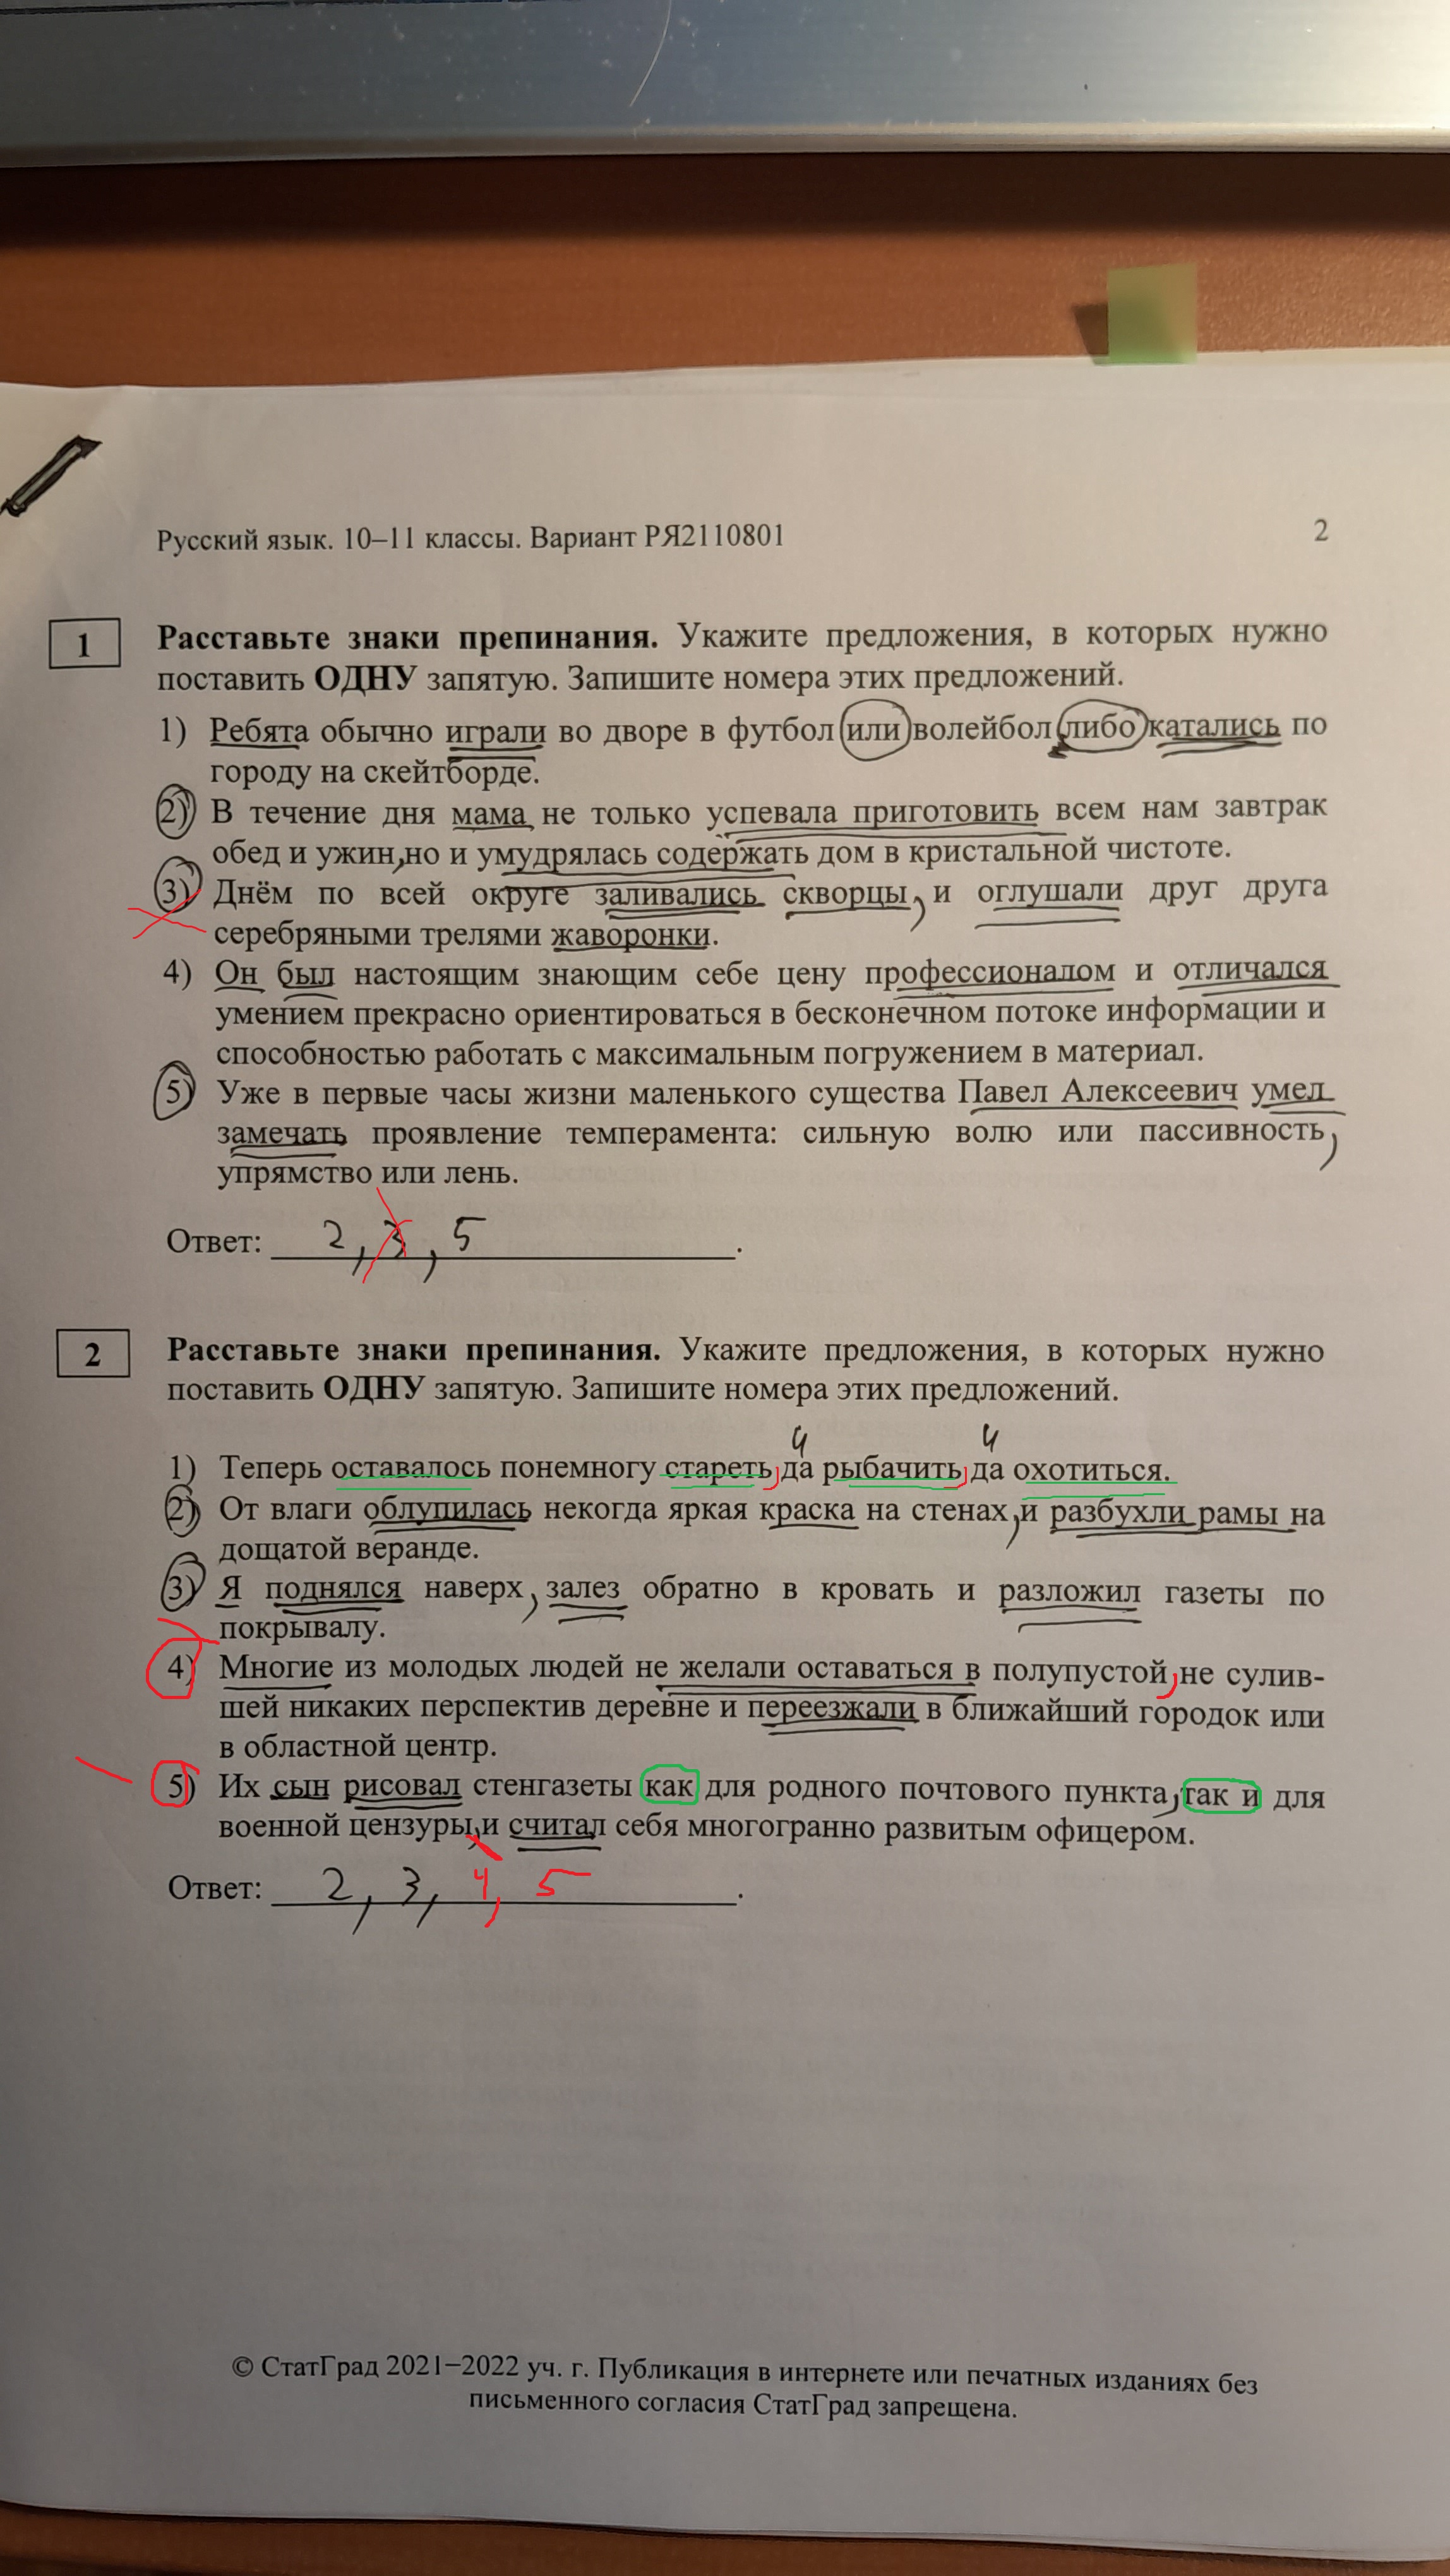 Русский язык. 10–11 классы. Вариант РЯ2110801
2
1
Расставьте знаки препинания. Укажите предложения, в которых нужно
поставить ОДНУ запятую. Запишите номера этих предложений.
1) Ребята обычно играли во дворе в футбол или волейбол, либо катались по
городу на скейтборде.
2) В течение дня мама не только успевала приготовить всем нам завтрак
обед и ужин, но и умудрялась содержать дом в кристальной чистоте.
3) Днём по всей округе заливались скворцы, и оглушали друг друга
серебряными трелями жаворонки.
4) Он был настоящим знающим себе цену профессионалом и отличался
умением прекрасно ориентироваться в бесконечном потоке информации и
способностью работать с максимальным погружением в материал.
5) Уже в первые часы жизни маленького существа Павел Алексеевич умел
замечать проявление темперамента: сильную волю или пассивность,
упрямство или лень.
Ответ: 2, 3, 5.
2
Расставьте знаки препинания. Укажите предложения, в которых нужно
поставить ОДНУ запятую. Запишите номера этих предложений.
и и
1) Теперь оставалось понемногу стареть, да рыбачить, да охотиться.
2) От влаги облупилась некогда яркая краска на стенах, и разбухли рамы на
дощатой веранде.
3) Я поднялся наверх, залез обратно в кровать и разложил газеты по
покрывалу.
4) Многие из молодых людей не желали оставаться в полупустой, не сулив-
шей никаких перспектив деревне и переезжали в ближайший городок или
в областной центр.
5) Их сын рисовал стенгазеты как для родного почтового пункта, так и для
военной цензуры, и считал себя многогранно развитым офицером.
Ответ: 2, 3, 4, 5.
© СтатГрад 2021–2022 уч. г. Публикация в интернете или печатных изданиях без
письменного согласия СтатГрад запрещена.